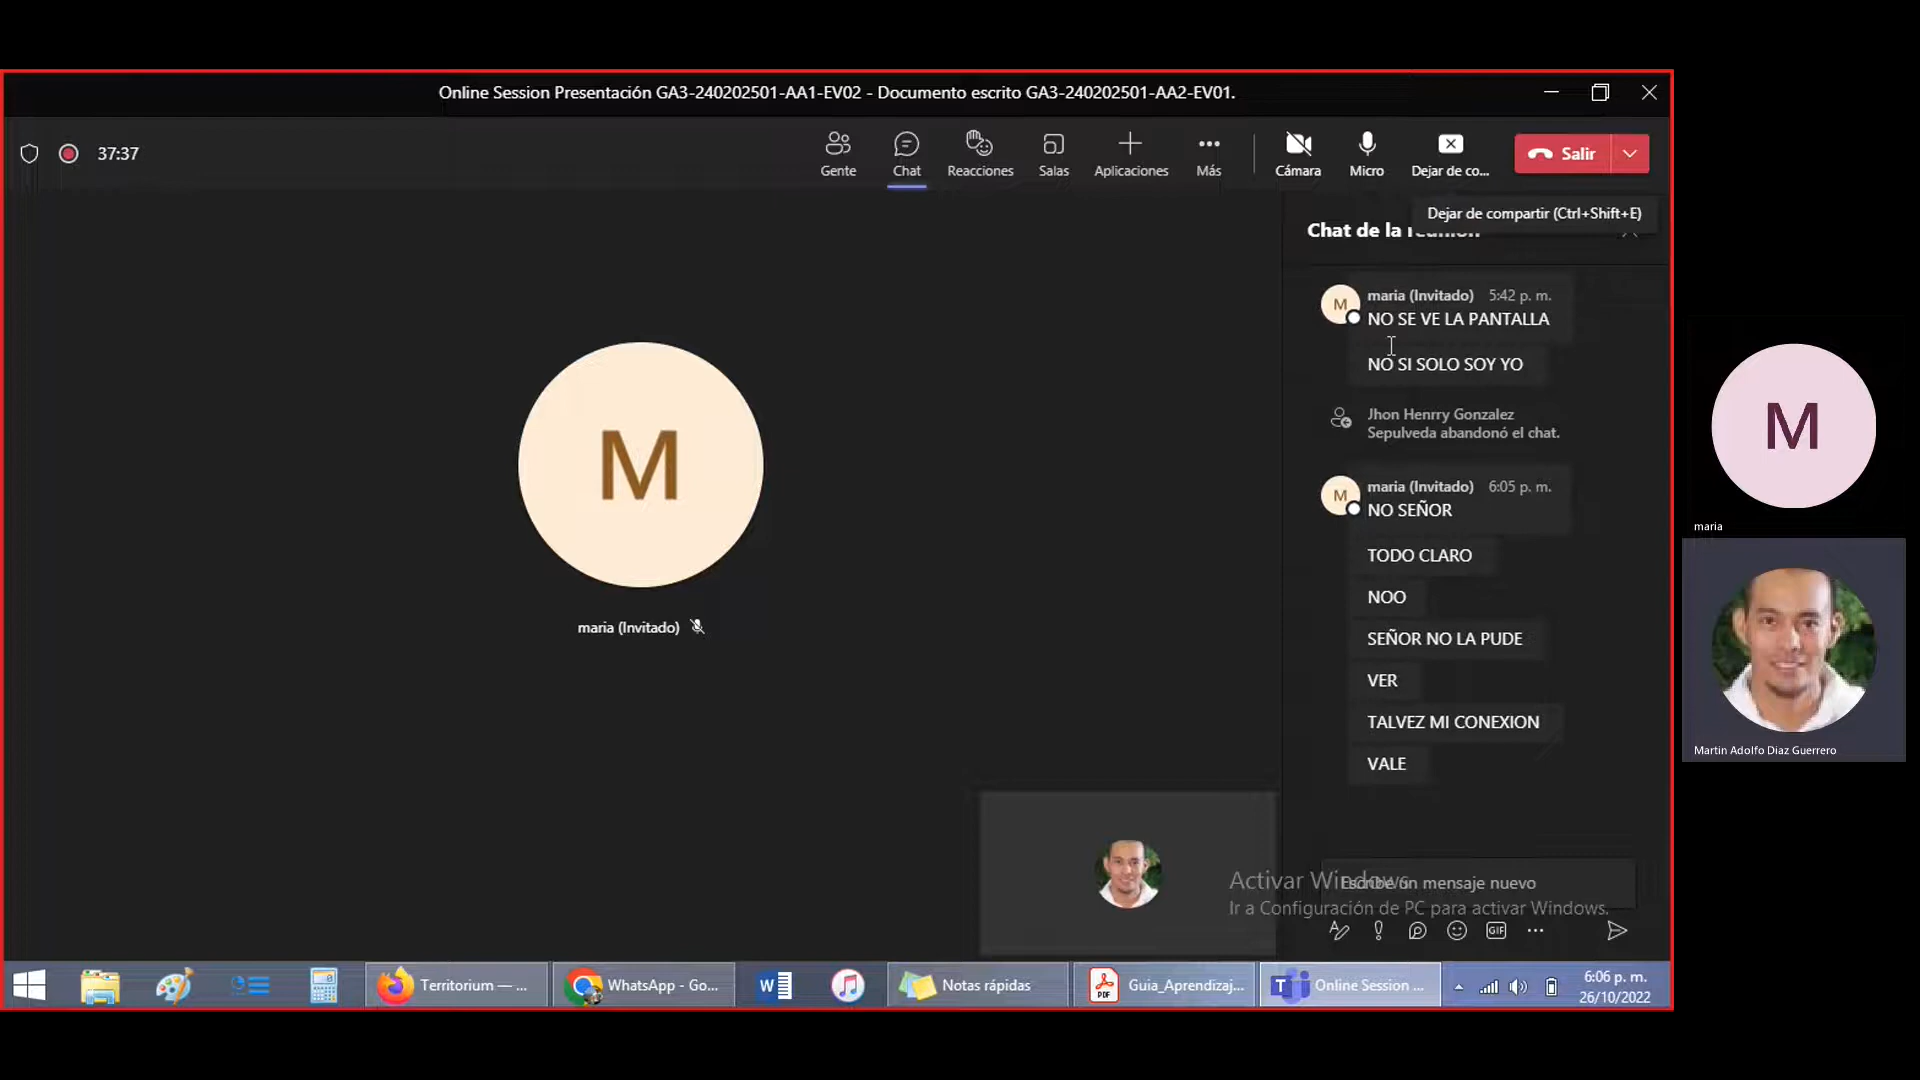 Online Session Presentación GA3-240202501-AA1-EV02 - Documento escrito GA3-240202501-AA2-EV01.
37:37
Gente
Chat
Reacciones
Salas
Aplicaciones
Más
Cámara
Micro
Dejar de co...
Salir
Dejar de compartir (Ctrl+Shift+E)
Chat de la reunión
M
maria (Invitado) 5:42 p. m.
NO SE VE LA PANTALLA
NO SI SOLO SOY YO
Jhon Henrry Gonzalez
Sepulveda abandonó el chat.
M
maria (Invitado) 6:05 p. m.
NO SEÑOR
TODO CLARO
NOO
SEÑOR NO LA PUDE
VER
TALVEZ MI CONEXION
VALE
M
maria (Invitado)
Escribe un mensaje nuevo
GIF
Activar Windows
Ir a Configuración de PC para activar Windows.
M
maria
Martin Adolfo Diaz Guerrero
Territorium — ...
WhatsApp - Go...
W
Notas rápidas
PDF
Guia_Aprendizaj...
T
Online Session ...
6:06 p. m.
26/10/2022